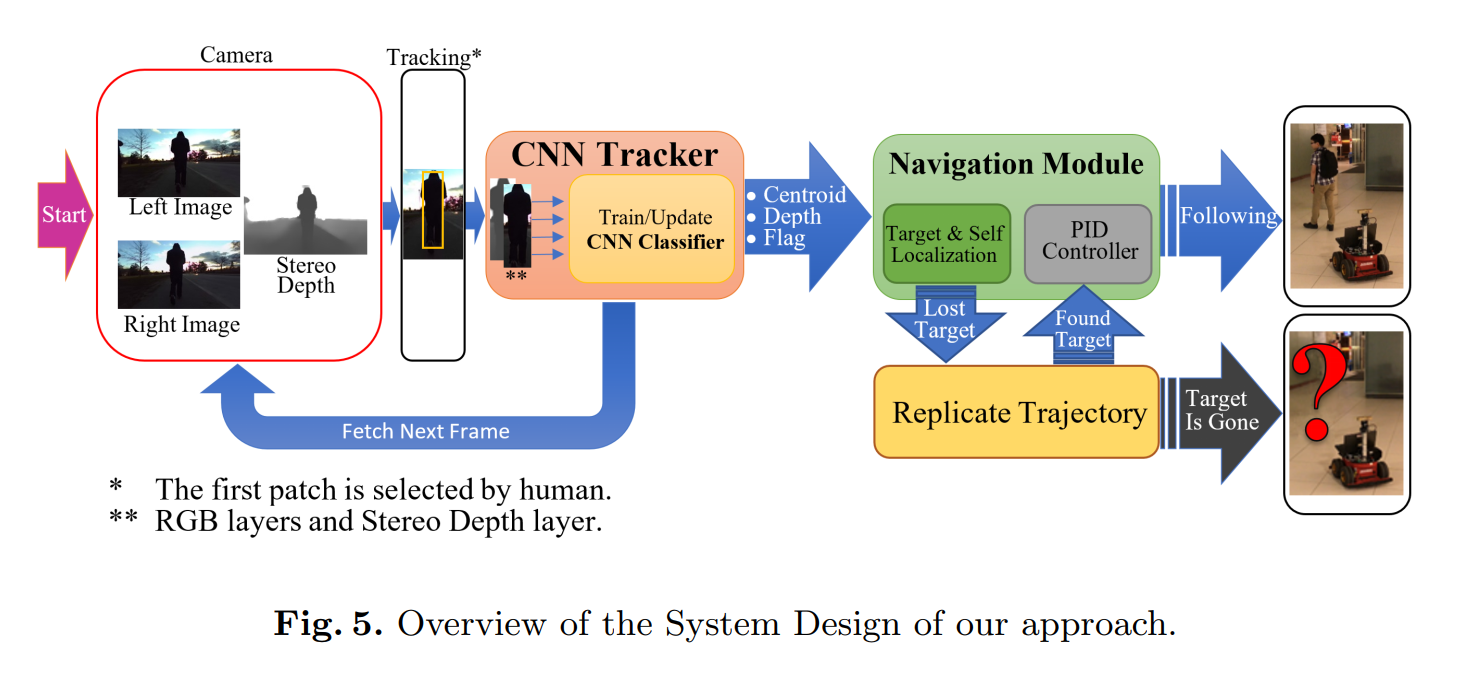 Camera
Tracking*
Start
Left Image
Stereo
Depth
Right Image
CNN Tracker
**
Train/Update
CNN Classifier
• Centroid
• Depth
• Flag
Navigation Module
Target & Self
Localization
PID
Controller
Following
Lost
Target
Found
Target
Replicate Trajectory
Target
Is Gone
?
Fetch Next Frame
* The first patch is selected by human.
** RGB layers and Stereo Depth layer.
Fig. 5. Overview of the System Design of our approach.